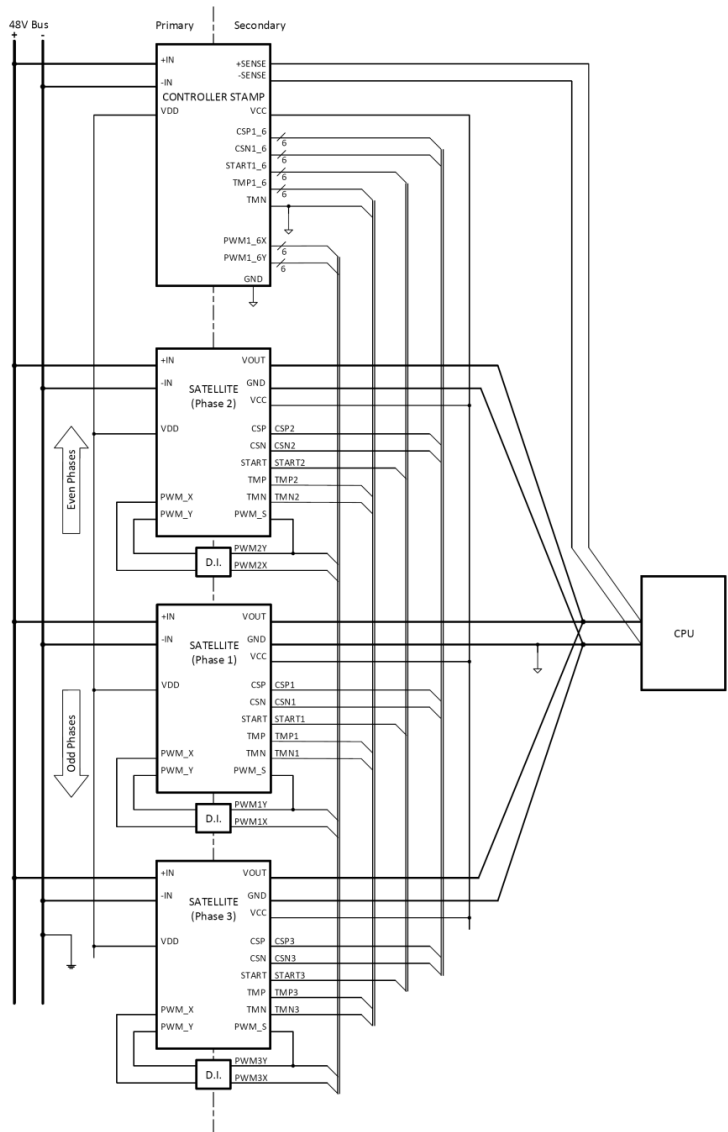 48V Bus
+ -
Primary Secondary
+IN
-IN
CONTROLLER STAMP
VDD
+SENSE
-SENSE
VCC
CSP1_6
6
CSN1_6
6
START1_6
6
TMP1_6
6
TMN
PWM1_6X
6
PWM1_6Y
6
GND
+IN
-IN
SATELLITE
(Phase 2)
VDD
PWM_X
PWM_Y
VOUT
GND
VCC
CSP CSP2
CSN CSN2
START START2
TMP TMP2
TMN TMN2
PWM_S
D.I.
PWM2Y
PWM2X
Even Phases
+IN
-IN
SATELLITE
(Phase 1)
VDD
PWM_X
PWM_Y
VOUT
GND
VCC
CSP CSP1
CSN CSN1
START START1
TMP TMP1
TMN TMN1
PWM_S
D.I.
PWM1Y
PWM1X
Odd Phases
CPU
+IN
-IN
SATELLITE
(Phase 3)
VDD
PWM_X
PWM_Y
VOUT
GND
VCC
CSP CSP3
CSN CSN3
START START3
TMP TMP3
TMN TMN3
PWM_S
D.I.
PWM3Y
PWM3X